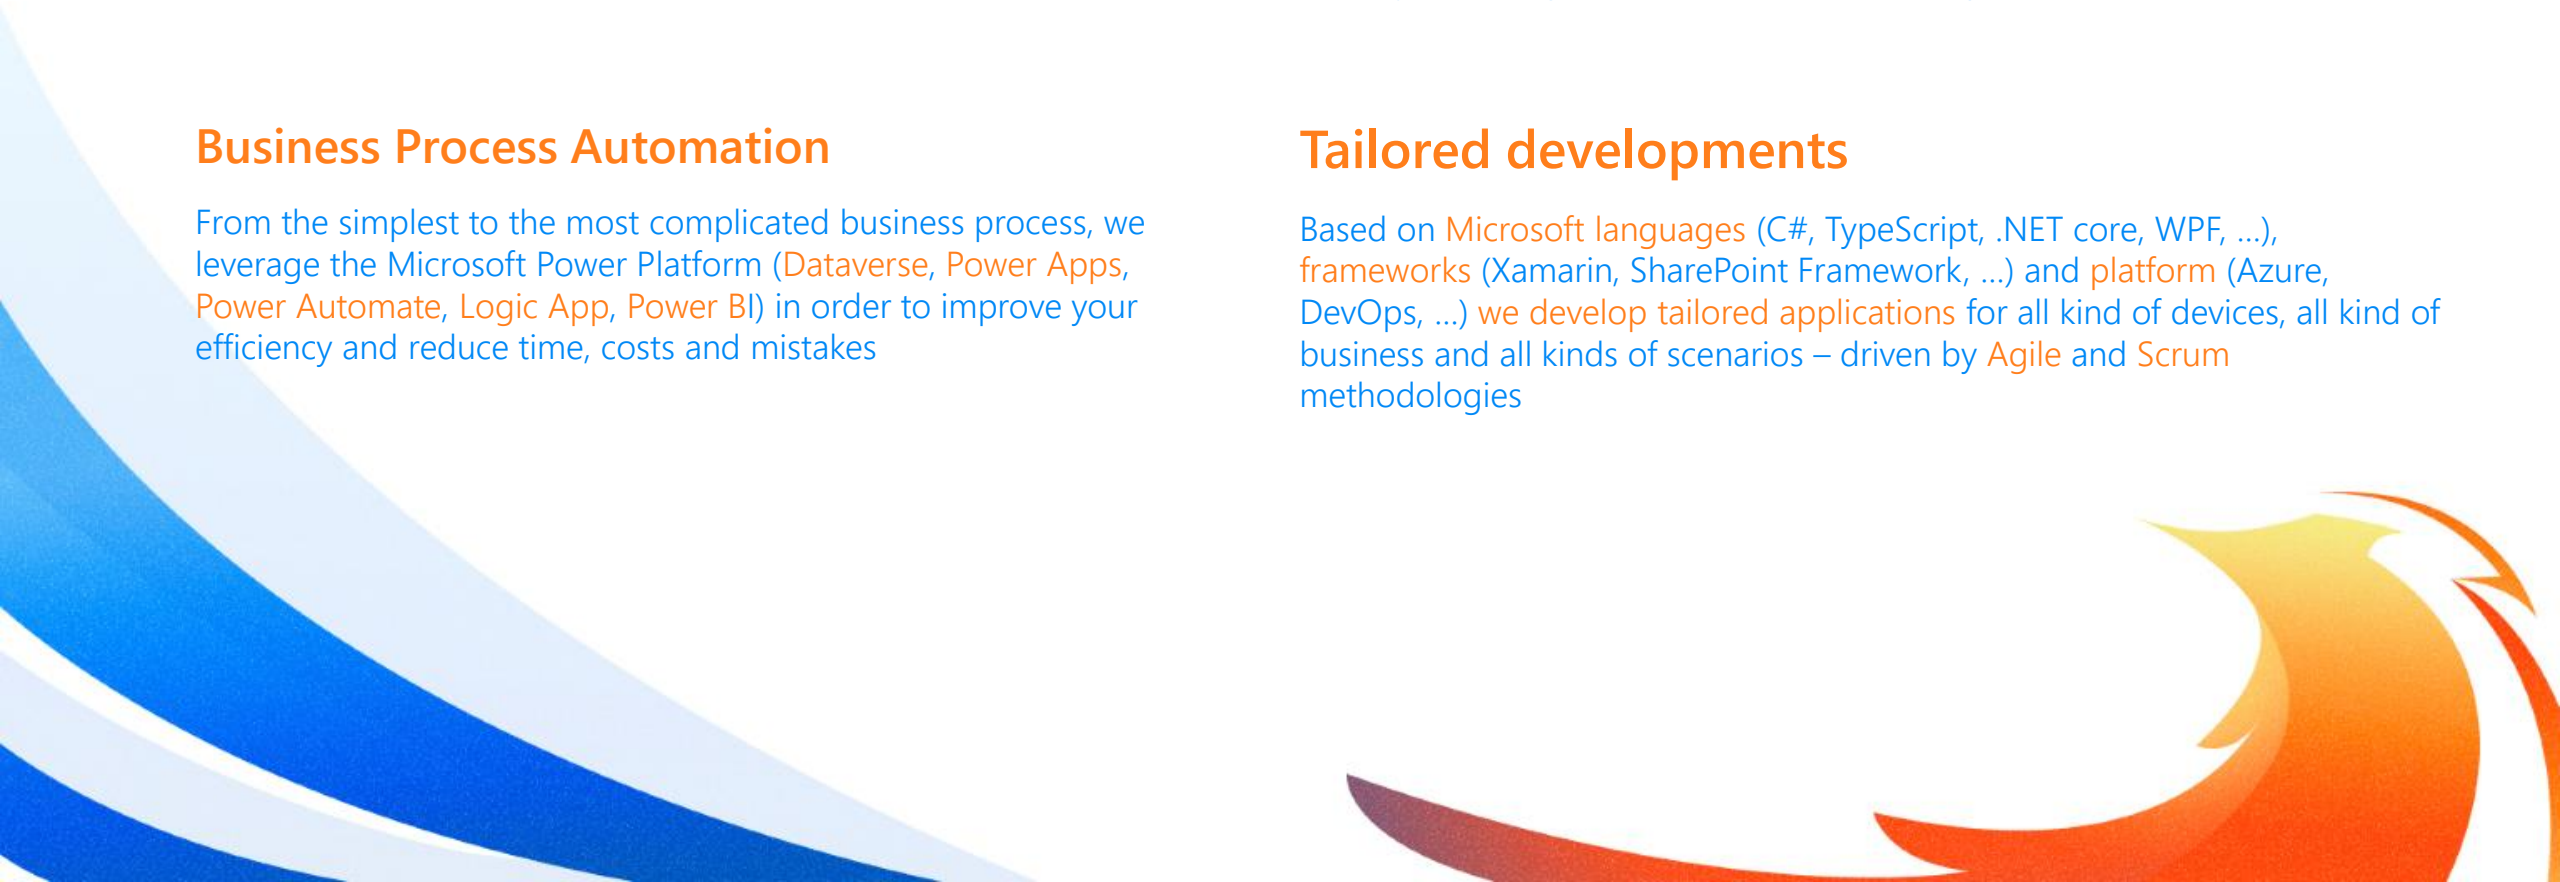 Business Process Automation
From the simplest to the most complicated business process, we
leverage the Microsoft Power Platform (Dataverse, Power Apps,
Power Automate, Logic App, Power BI) in order to improve your
efficiency and reduce time, costs and mistakes
Tailored developments
Based on Microsoft languages (C#, TypeScript, .NET core, WPF, ...),
frameworks (Xamarin, SharePoint Framework, ...) and platform (Azure,
DevOps, ...) we develop tailored applications for all kind of devices, all kind of
business and all kinds of scenarios – driven by Agile and Scrum
methodologies